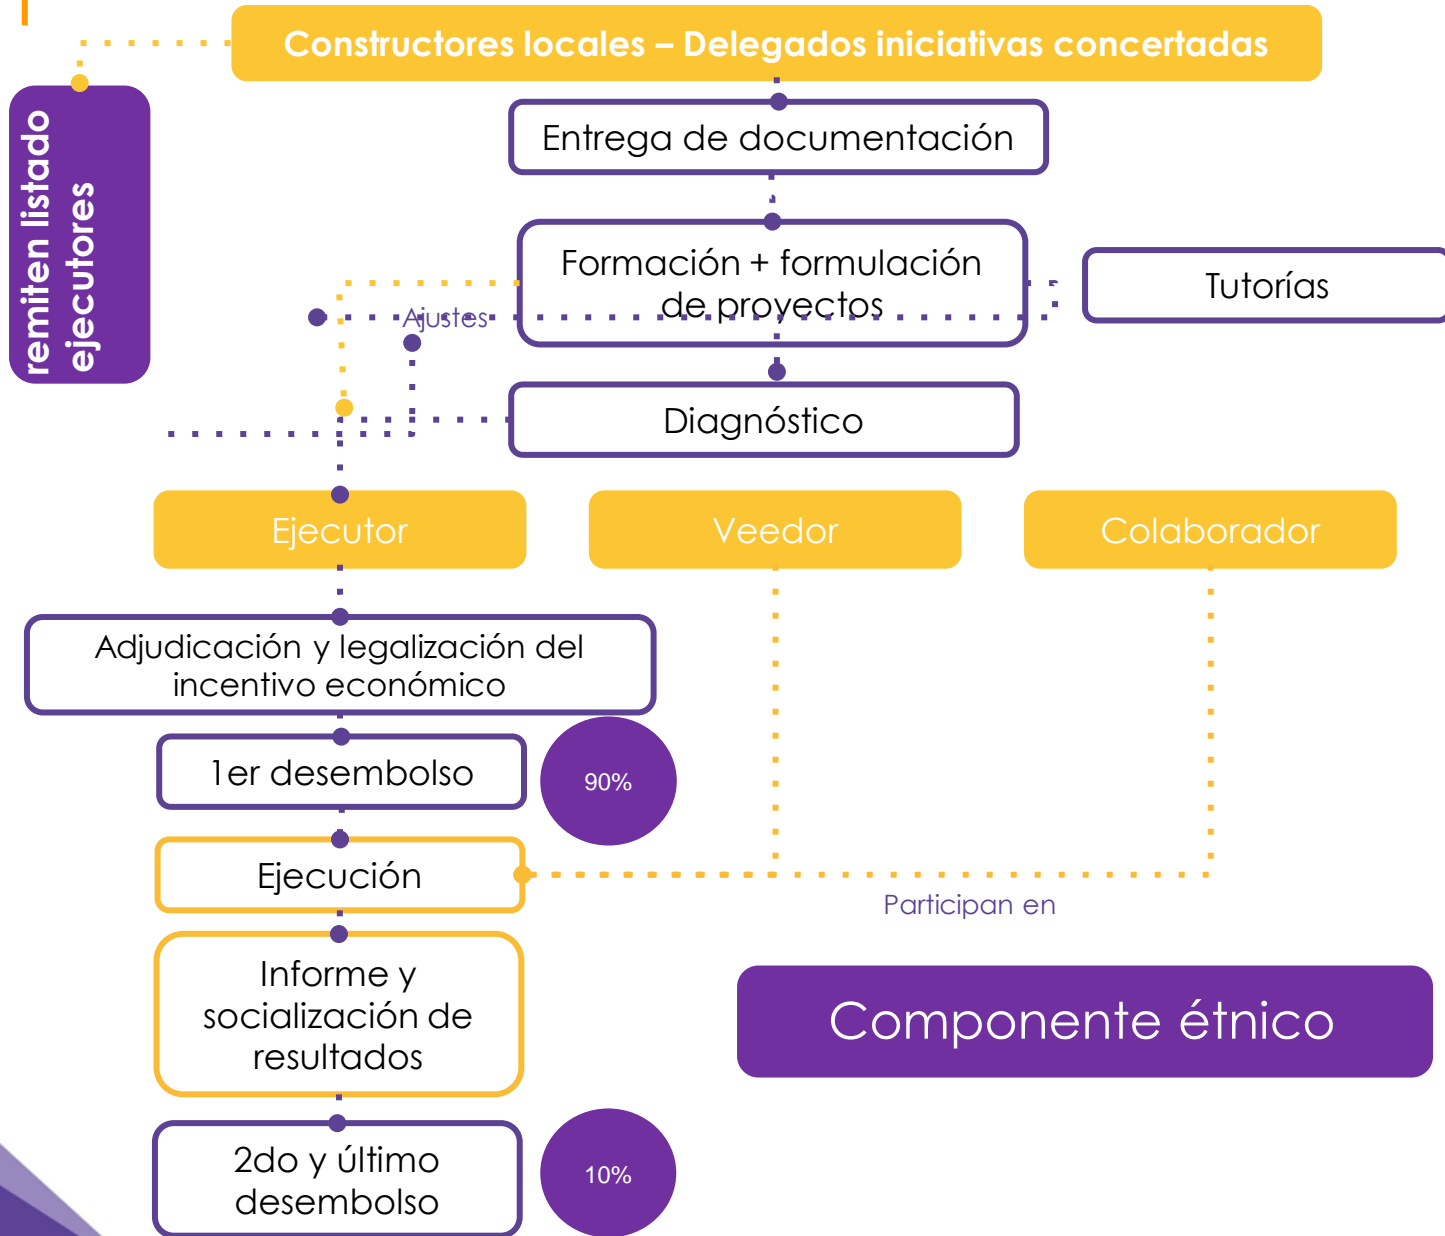 Constructores locales – Delegados iniciativas concertadas
remiten listado
ejecutores
Entrega de documentación
Formación + formulación
de proyectos
Tutorías
Ajustes
Diagnóstico
Ejecutor
Veedor
Colaborador
Adjudicación y legalización del
incentivo económico
1er desembolso
90%
Ejecución
Participan en
Informe y
socialización de
resultados
Componente étnico
2do y último
desembolso
10%